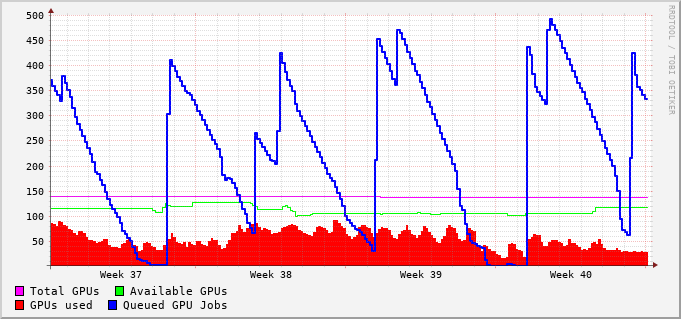 500
450
400
350
300
250
200
150
100
50
Week 37 Week 38 Week 39 Week 40
Total GPUs Available GPUs
GPUs used Queued GPU Jobs
RRDTOOL / TOBI OETIKER